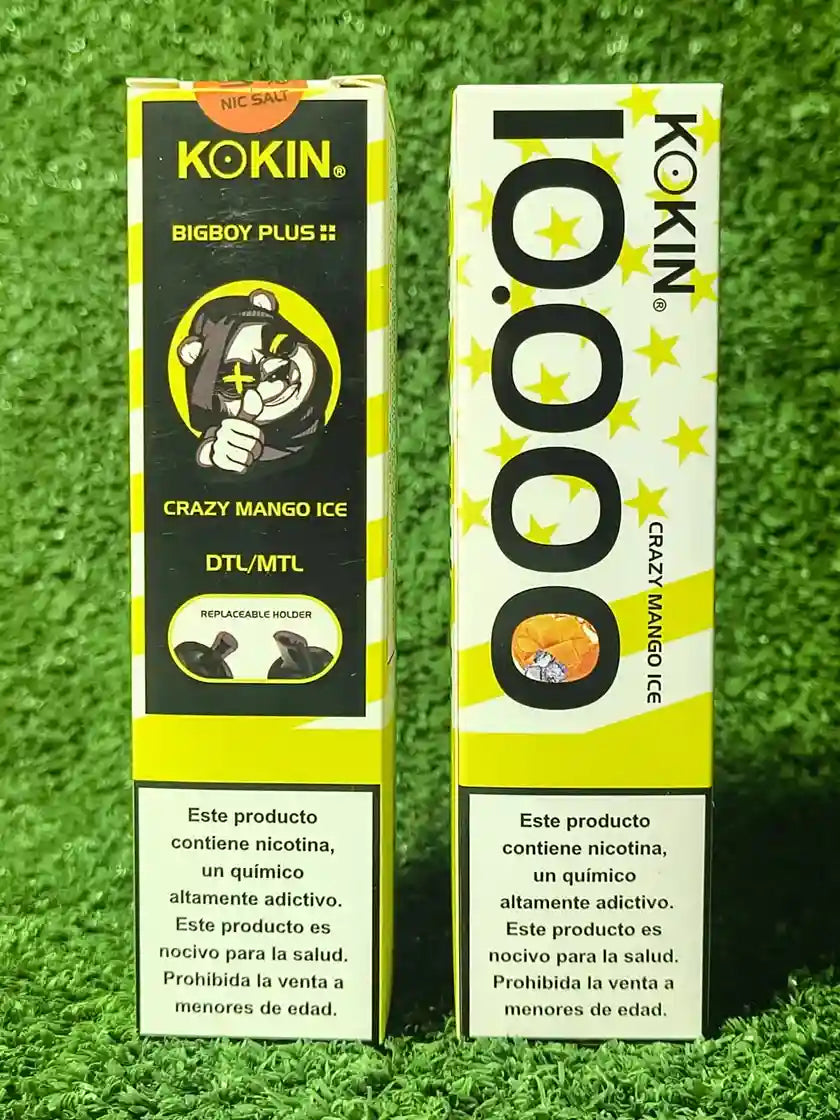 NIC SALT
KOKIN®
BIGBOY PLUS
CRAZY MANGO ICE
DTL/MTL
REPLACEABLE HOLDER
Este producto
contiene nicotina,
un químico
altamente adictivo.
Este producto es
nocivo para la salud.
Prohibida la venta a
menores de edad.
KOKIN®
10.000
CRAZY MANGO ICE
Este producto
contiene nicotina,
un químico
altamente adictivo.
Este producto es
nocivo para la salud.
Prohibida la venta a
menores de edad.